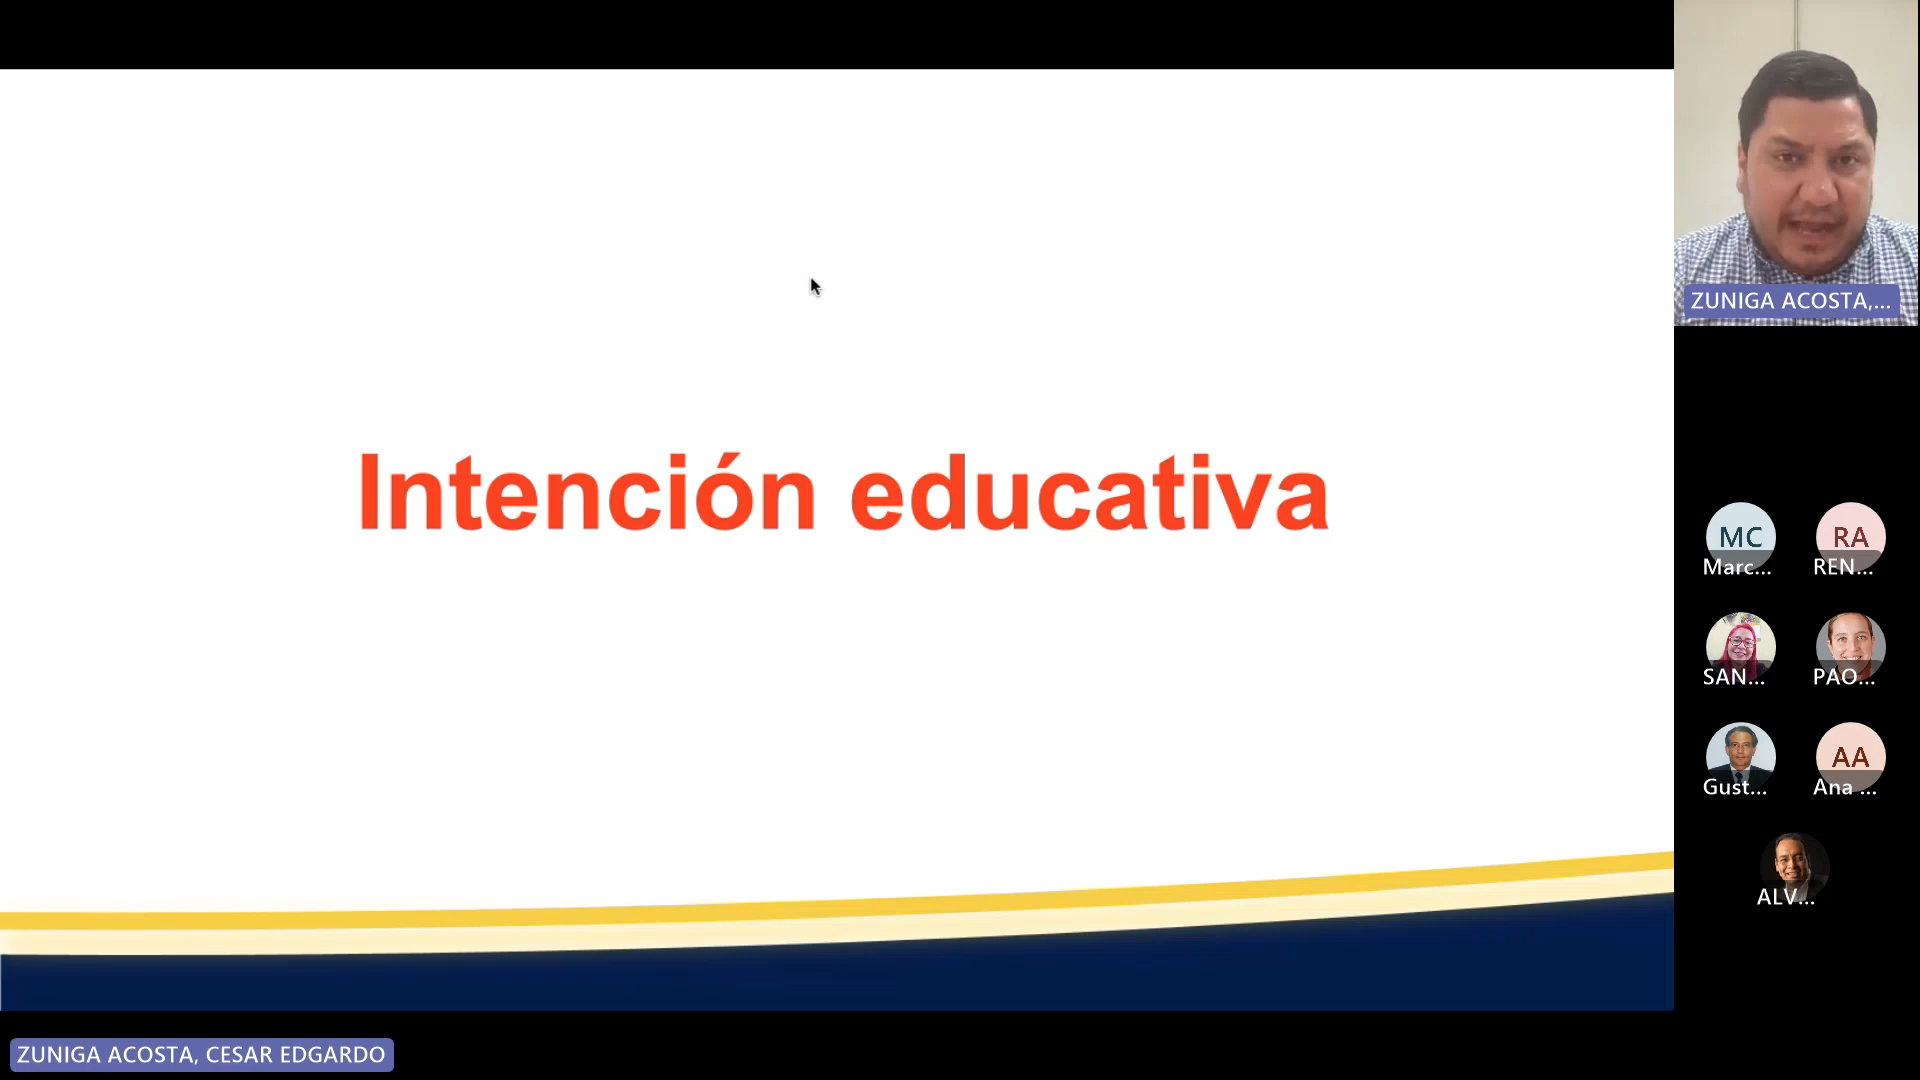 Intención educativa
ZUNIGA ACOSTA,...
MC
RA
Marc...
REN...
SAN...
PAO...
AA
Gust...
Ana ...
ALV...
ZUNIGA ACOSTA, CESAR EDGARDO